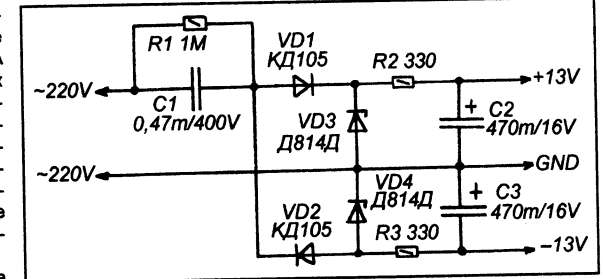 R1 1M
VD1
КД105
R2 330
~220V
+13V
C1
0,47m/400V
VD3
Д814Д
+
C2
470m/16V
~220V
GND
VD4
Д814Д
+
C3
470m/16V
VD2
КД105
R3 330
−13V